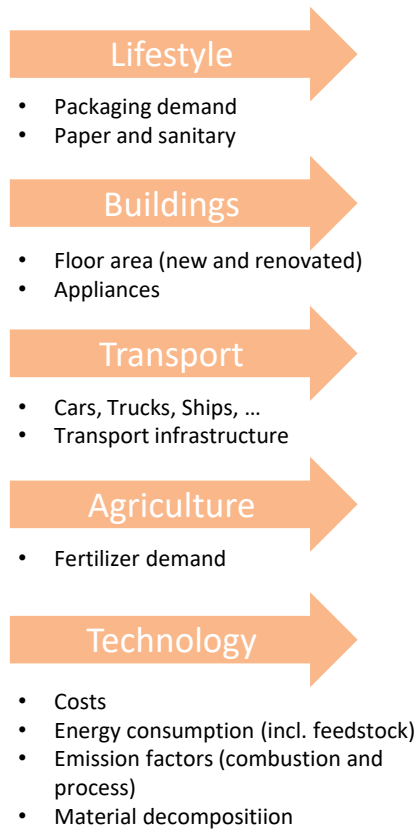 Lifestyle
• Packaging demand
• Paper and sanitary
Buildings
• Floor area (new and renovated)
• Appliances
Transport
• Cars, Trucks, Ships, …
• Transport infrastructure
Agriculture
• Fertilizer demand
Technology
• Costs
• Energy consumption (incl. feedstock)
• Emission factors (combustion and
process)
• Material decompositiion